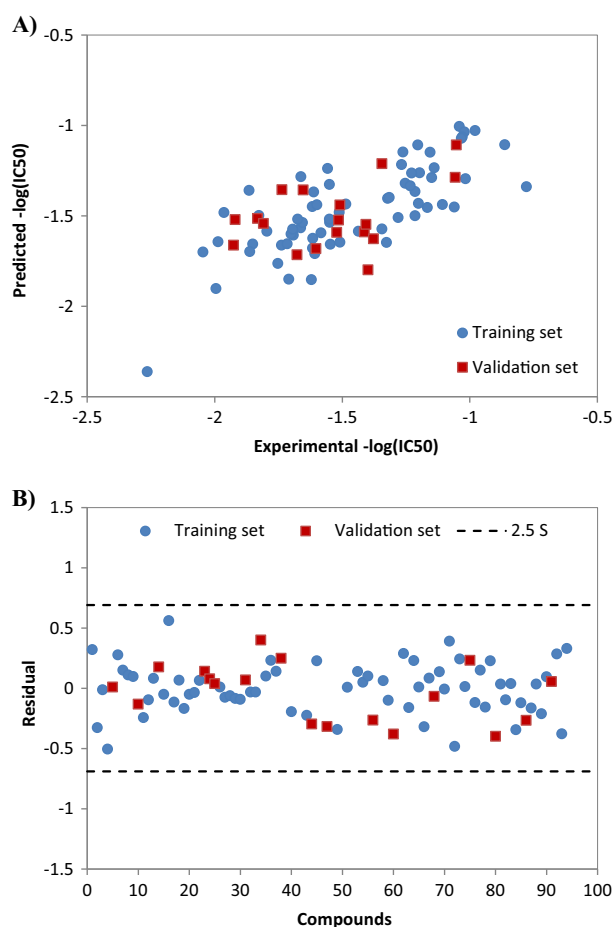 A)
-0.5
-1
-1.5
-2
-2.5
Predicted -log(IC50)
Training set
Validation set
-2.5 -2 -1.5 -1 -0.5
Experimental -log(IC50)
B)
1.5
1
0.5
0
-0.5
-1
-1.5
Residual
Training set Validation set 2.5 S
0 10 20 30 40 50 60 70 80 90 100
Compounds